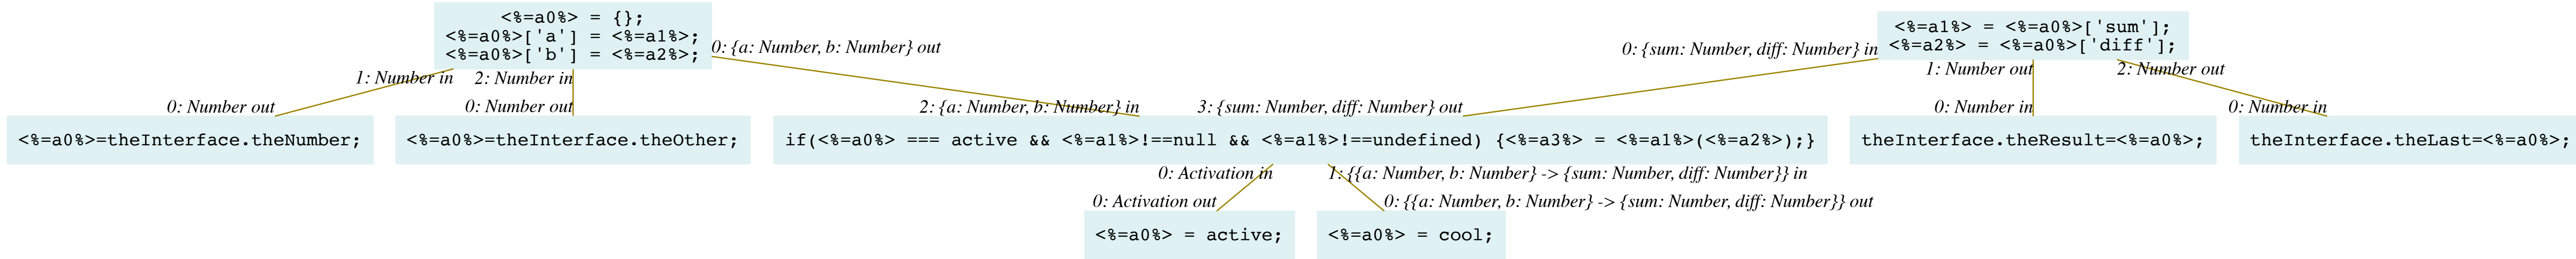 <%=a0%> = {};
<%=a0%>['a'] = <%=a1%>;
<%=a0%>['b'] = <%=a2%>;
0: {a: Number, b: Number} out
1: Number in
2: Number in
0: {sum: Number, diff: Number} in
<%=a1%> = <%=a0%>['sum'];
<%=a2%> = <%=a0%>['diff'];
1: Number out
2: Number out
0: Number out
0: Number out
2: {a: Number, b: Number} in
3: {sum: Number, diff: Number} out
0: Number in
0: Number in
<%=a0%>=theInterface.theNumber;
<%=a0%>=theInterface.theOther;
if(<%=a0%> === active && <%=a1%>!==null && <%=a1%>!==undefined) {<%=a3%> = <%=a1%>(<%=a2%>);}
theInterface.theResult=<%=a0%>;
theInterface.theLast=<%=a0%>;
0: Activation in
1: {{a: Number, b: Number} -> {sum: Number, diff: Number}} in
0: Activation out
0: {{a: Number, b: Number} -> {sum: Number, diff: Number}} out
<%=a0%> = active;
<%=a0%> = cool;